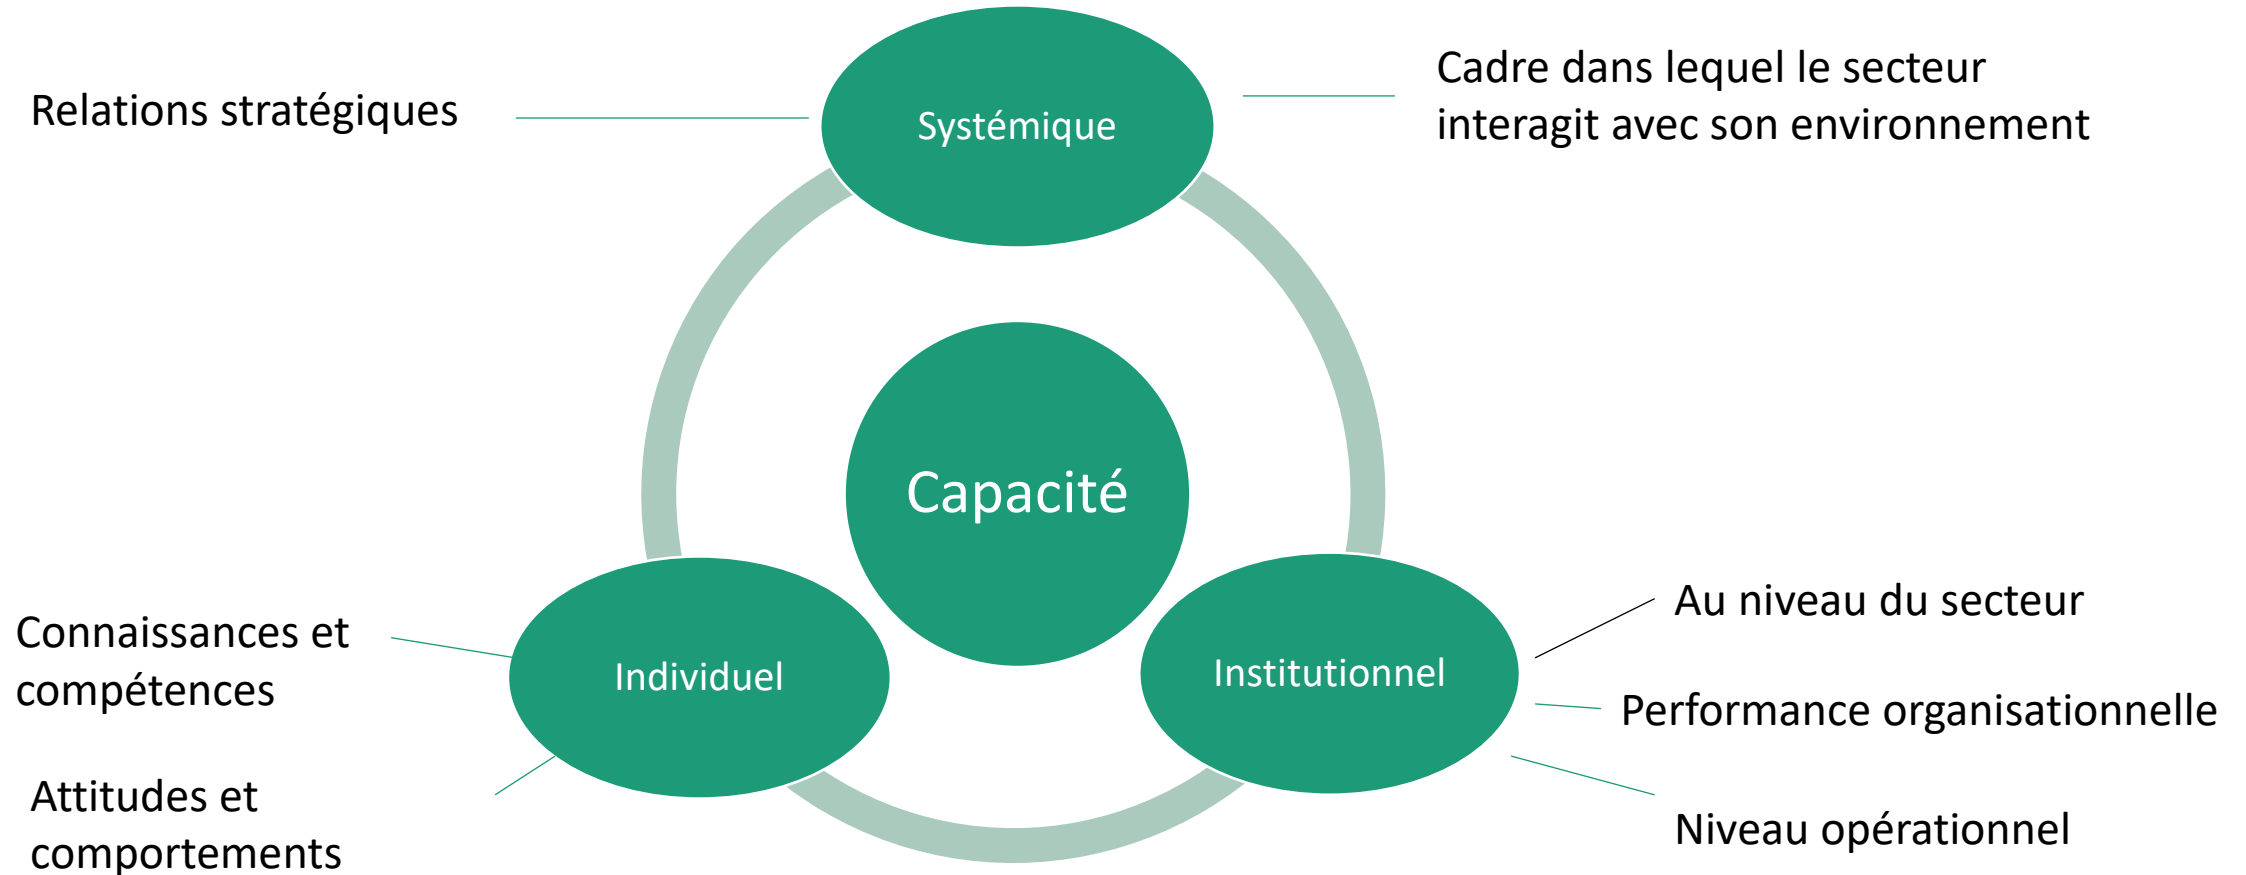 Relations stratégiques
Systémique
Cadre dans lequel le secteur
interagit avec son environnement
Capacité
Connaissances et
compétences
Individuel
Attitudes et
comportements
Institutionnel
Au niveau du secteur
Performance organisationnelle
Niveau opérationnel